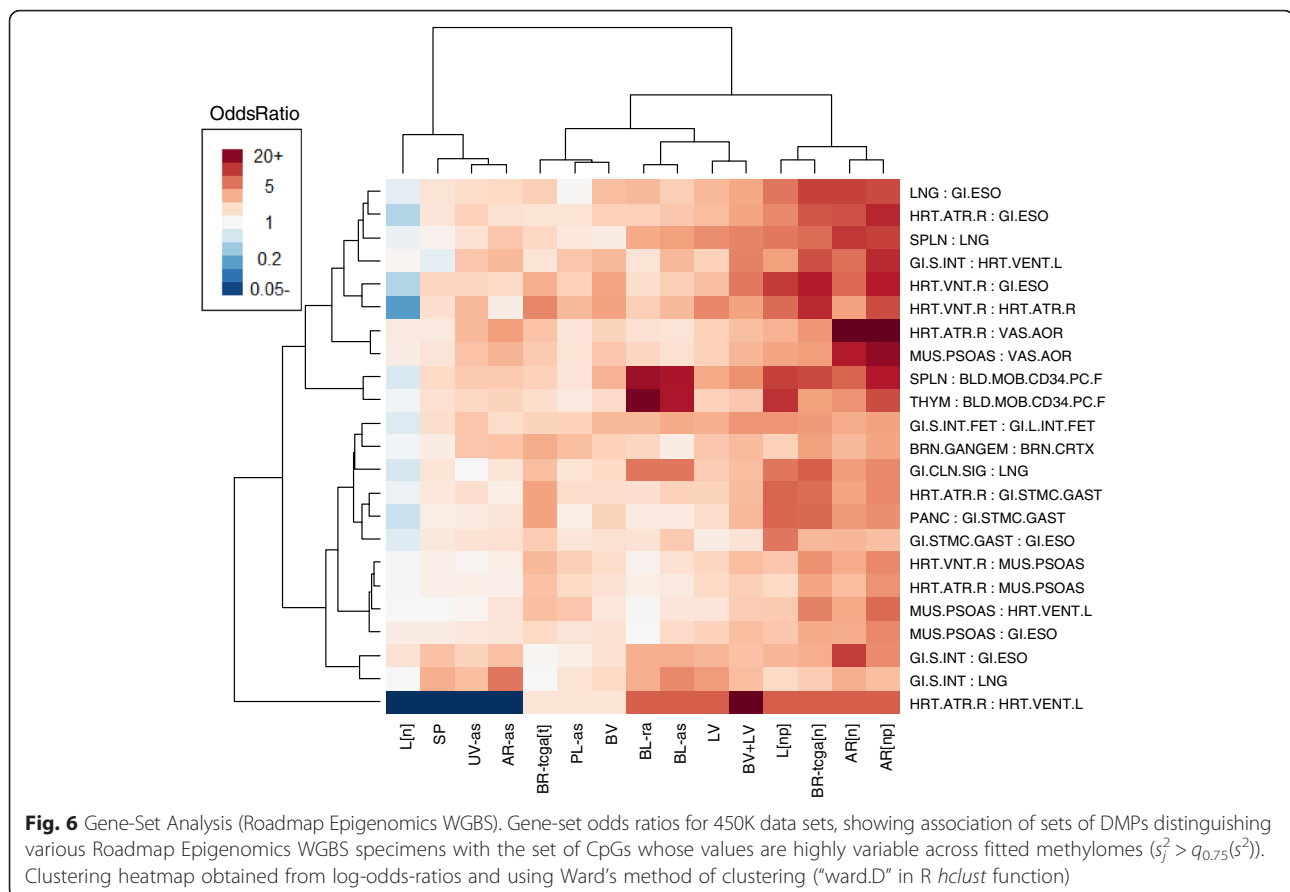 OddsRatio
20+
5
1
0.2
0.05-
LNG : GI.ESO
HRT.ATR.R : GI.ESO
SPLN : LNG
GI.S.INT : HRT.VENT.L
HRT.VNT.R : GI.ESO
HRT.VNT.R : HRT.ATR.R
HRT.ATR.R : VAS.AOR
MUS.PSOAS : VAS.AOR
SPLN : BLD.MOB.CD34.PC.F
THYM : BLD.MOB.CD34.PC.F
GI.S.INT.FET : GI.L.INT.FET
BRN.GANGEM : BRN.CRTX
GI.CLN.SIG : LNG
HRT.ATR.R : GI.STMC.GAST
PANC : GI.STMC.GAST
GI.STMC.GAST : GI.ESO
HRT.VNT.R : MUS.PSOAS
HRT.ATR.R : MUS.PSOAS
MUS.PSOAS : HRT.VENT.L
MUS.PSOAS : GI.ESO
GI.S.INT : GI.ESO
GI.S.INT : LNG
HRT.ATR.R : HRT.VENT.L
L[n]
SP
UV-as
AR-as
BR-tcga[t]
PL-as
BV
BL-ra
BL-as
LV
BV+LV
L[np]
BR-tcga[n]
AR[n]
AR[np]
Fig. 6 Gene-Set Analysis (Roadmap Epigenomics WGBS). Gene-set odds ratios for 450K data sets, showing association of sets of DMPs distinguishing
various Roadmap Epigenomics WGBS specimens with the set of CpGs whose values are highly variable across fitted methylomes (s_j^2 > q_{0.75}(s^2)).
Clustering heatmap obtained from log-odds-ratios and using Ward's method of clustering ("ward.D" in R hclust function)